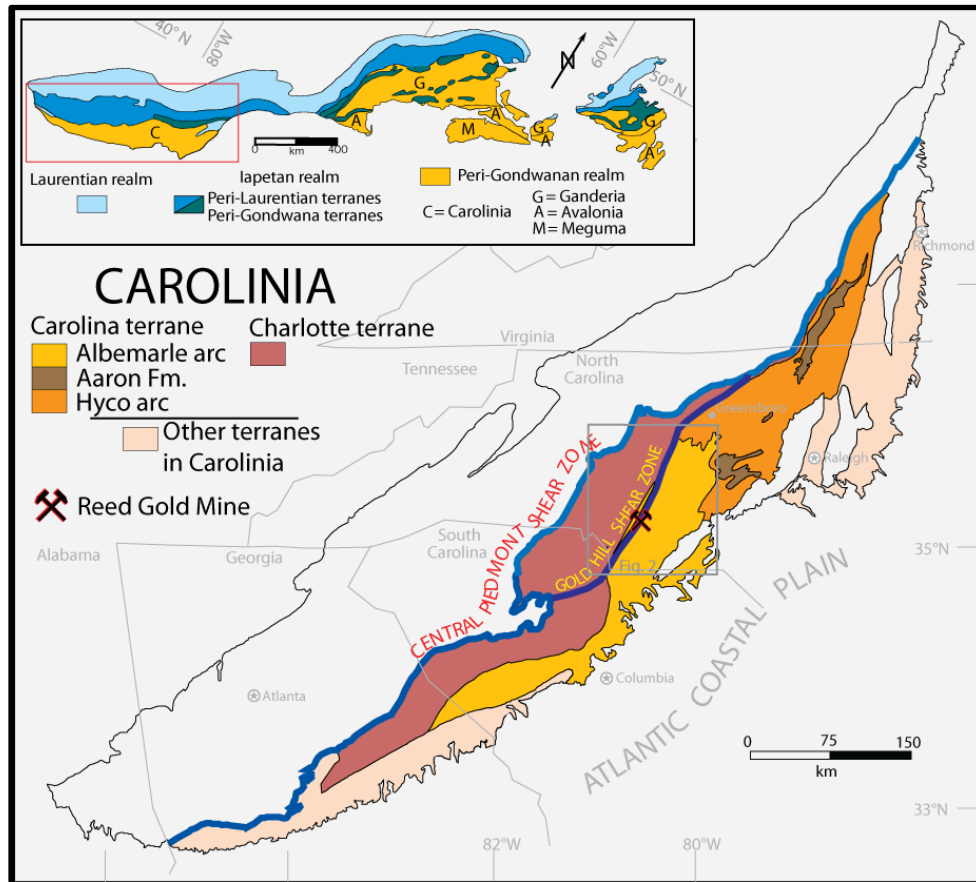 40° N
80°W
N
60°W
50°N
G
A
A
C
M
G
A
G
A
0 km 400
Laurentian realm
Iapetan realm
Peri-Gondwanan realm
Peri-Laurentian terranes
Peri-Gondwana terranes
C= Carolinia
G= Ganderia
A= Avalonia
M= Meguma
CAROLINIA
Carolina terrane
Charlotte terrane
Albemarle arc
Aaron Fm.
Hyco arc
Other terranes
in Carolinia
Reed Gold Mine
Richmond
Virginia
Tennessee
North
Carolina
Greensboro
Raleigh
CENTRAL PIEDMONT SHEAR ZONE
GOLD HILL SHEAR ZONE
Fig. 2
South
Carolina
Alabama
Georgia
35°N
Atlanta
Columbia
ATLANTIC COASTAL PLAIN
0 75 150
km
33°N
82°W
80°W